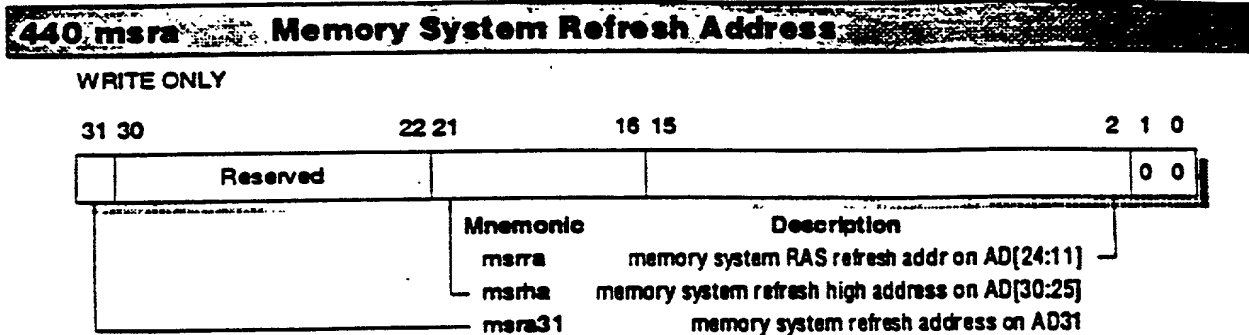 440 msra Memory System Refresh Address
WRITE ONLY
31 30 22 21 16 15 2 1 0
Reserved 0 0
Mnemonic Description
msrra memory system RAS refresh addr on AD[24:11]
msrha memory system refresh high address on AD[30:25]
msra31 memory system refresh address on AD31